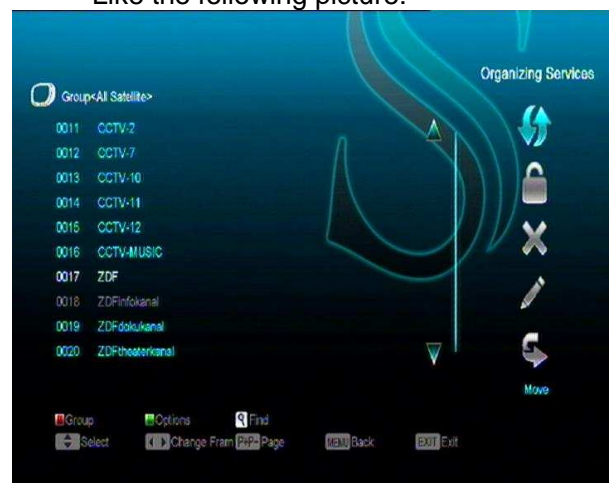 Like the following picture:
Organizing Services
Group<All Satellite>
0011 CCTV-2
0012 CCTV-7
0013 CCTV-10
0014 CCTV-11
0015 CCTV-12
0016 CCTV-MUSIC
0017 ZDF
0018 ZDFinfokanal
0019 ZDFdokukanal
0020 ZDFtheaterkanal
Move
Group Options Find
Select Change Fram P+P- Page MENU Back EXIT Exit